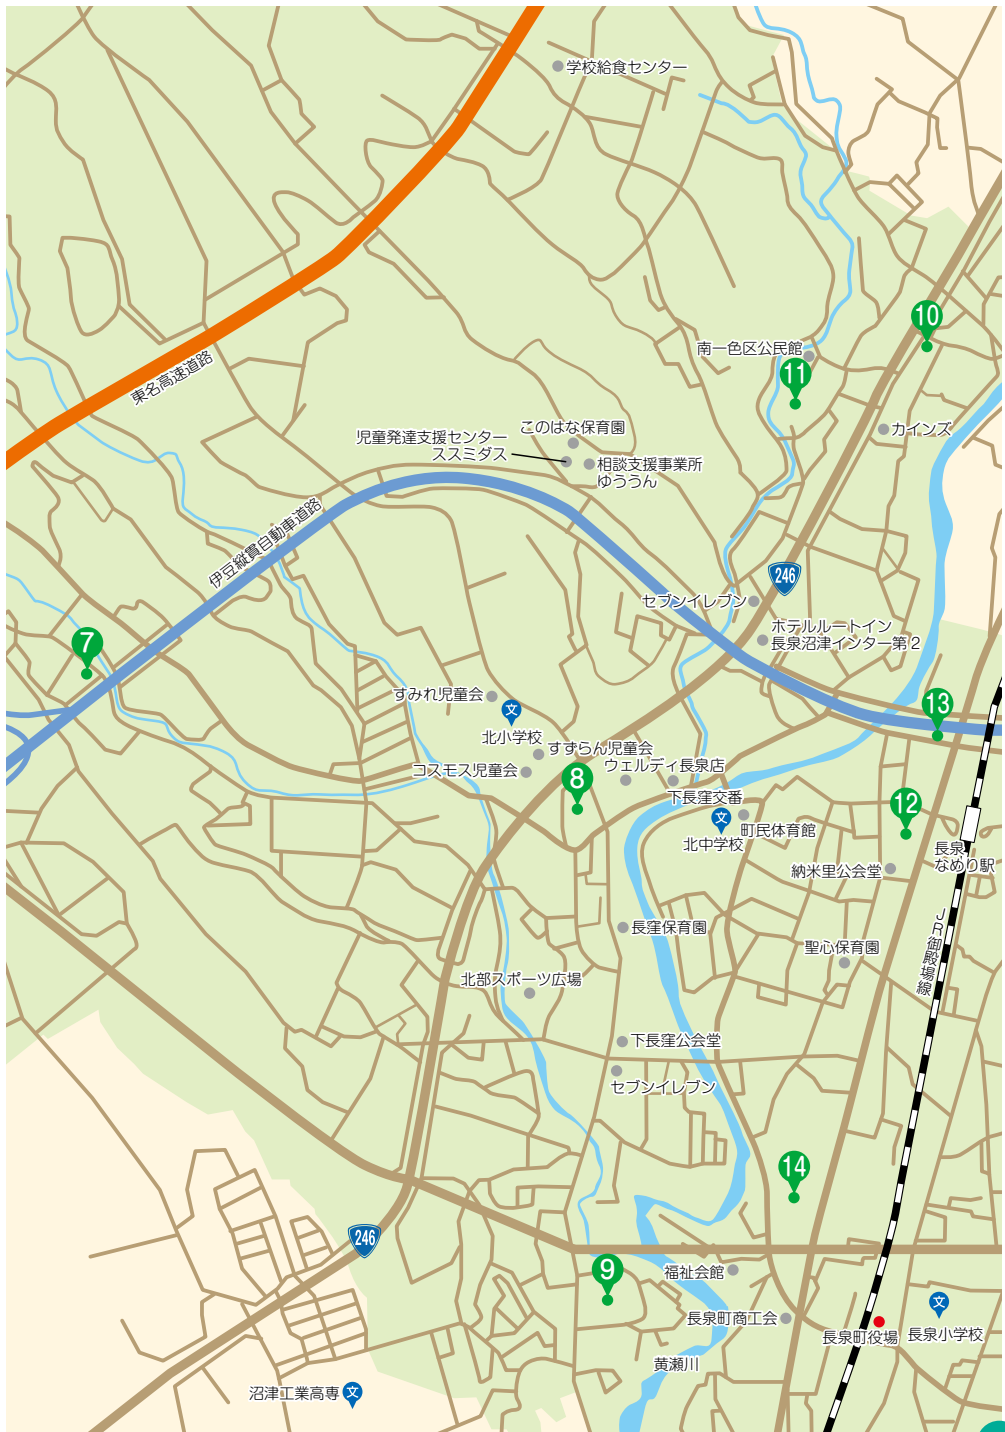 学校給食センター
10
南一色区公民館
11
東名高速道路
カインズ
このはな保育園
児童発達支援センター
ススミダス
相談支援事業所
ゆううん
伊豆縦貫自動車道路
246
セブンイレブン
ホテルルートイン
長泉沼津インター第2
7
すみれ児童会
文
北小学校
13
すずらん児童会
コスモス児童会
8
ウェルディ長泉店
下長窪交番
文
北中学校
町民体育館
12
長泉
なめり駅
納米里公会堂
長窪保育園
JR御殿場線
聖心保育園
北部スポーツ広場
下長窪公会堂
セブンイレブン
14
246
9
福祉会館
長泉町商工会
文
長泉町役場
長泉小学校
黄瀬川
沼津工業高専
文